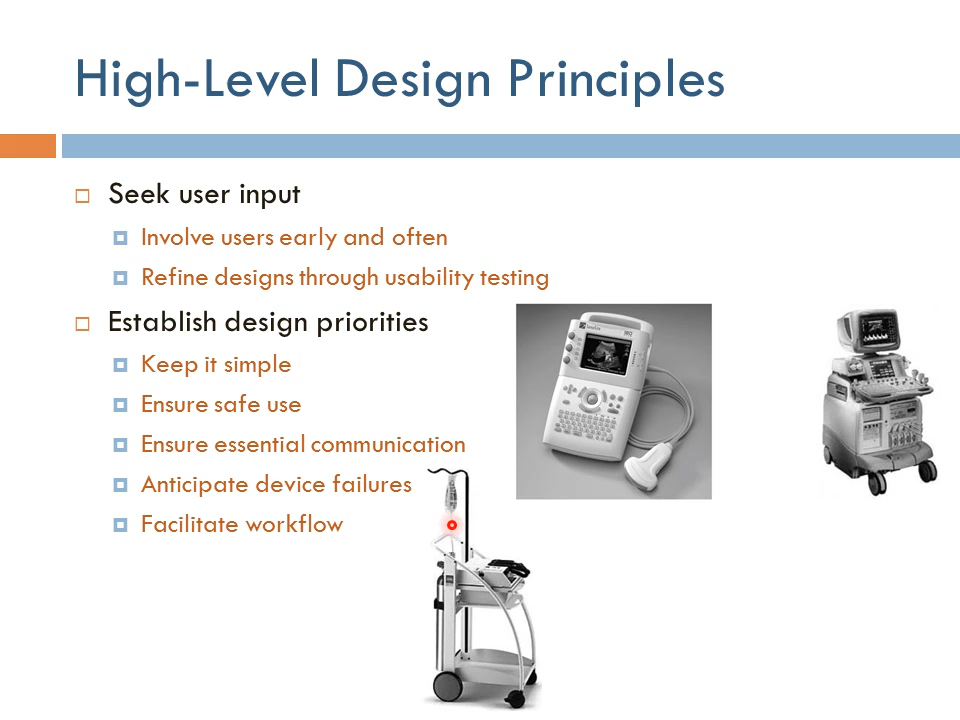 High-Level Design Principles
Seek user input
Involve users early and often
Refine designs through usability testing
Establish design priorities
Keep it simple
Ensure safe use
Ensure essential communication
Anticipate device failures
Facilitate workflow